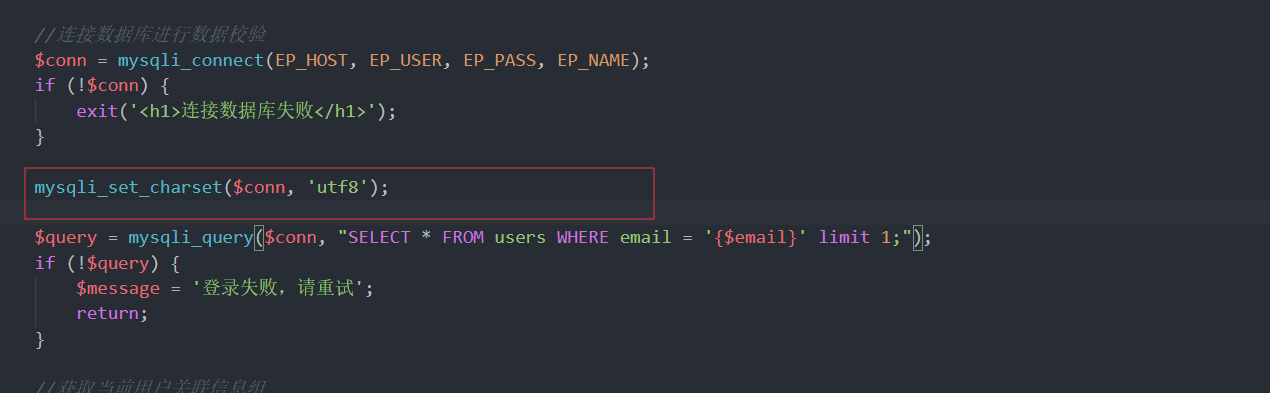 //连接数据库进行数据校验
$conn = mysqli_connect(EP_HOST, EP_USER, EP_PASS, EP_NAME);
if (!$conn) {
    exit('<h1>连接数据库失败</h1>');
}
mysqli_set_charset($conn, 'utf8');
$query = mysqli_query($conn, "SELECT * FROM users WHERE email = '{$email}' limit 1;");
if (!$query) {
    $message = '登录失败，请重试';
    return;
}
//获取当前用户关联信息组